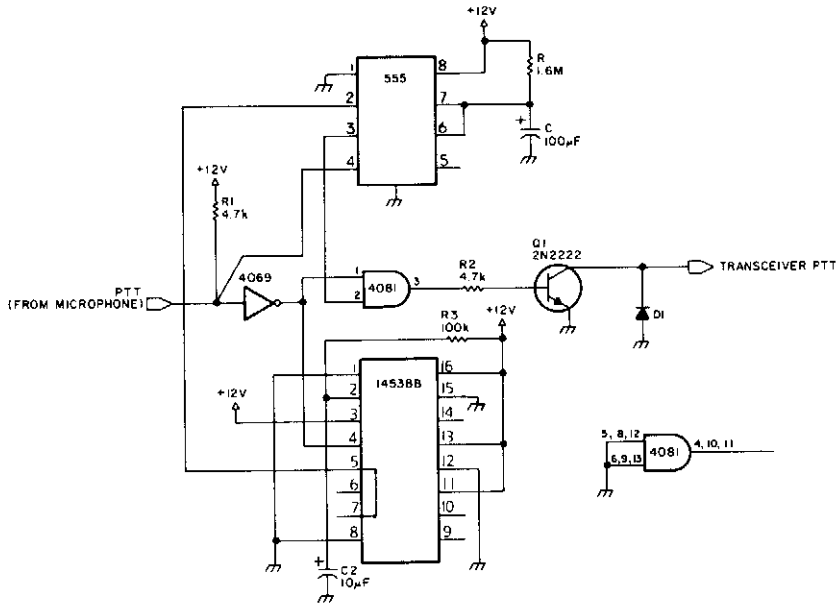 +12V
+12V
R
1.6M
C
+
100µF
555
1
2
3
4
8
7
6
5
+12V
R1
4.7k
4069
PTT
(FROM MICROPHONE)
1
2
4081
3
R2
4.7k
Q1
2N2222
TRANSCEIVER PTT
D1
R3
100k
+12V
+12V
14538B
1
2
3
4
5
6
7
8
16
15
14
13
12
11
10
9
+
C2
10µF
5, 8, 12
6, 9, 13
4081
4, 10, 11